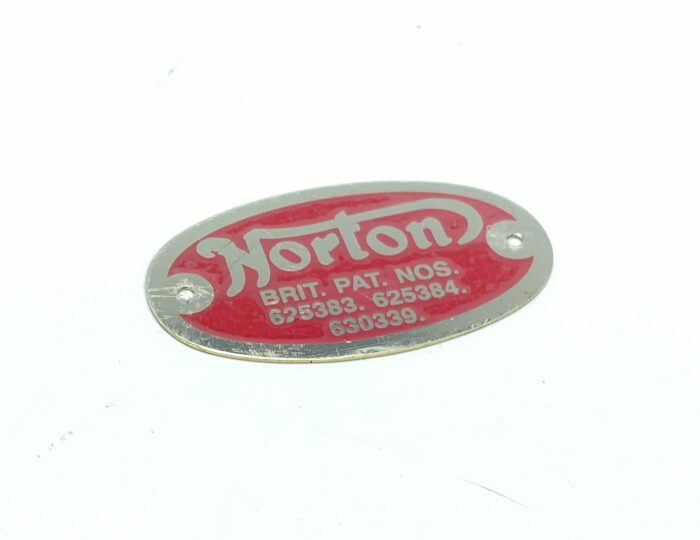 Norton
BRIT. PAT. NOS.
625383. 625384.
630339.